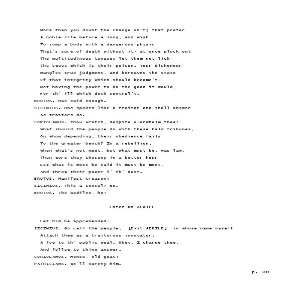 More than you doubt the change on't, that prefer
A noble life before a long, and wish
To jump a body with a dangerous physic
That's sure of death without it- at once pluck out
The multitudinous tongue; let them not lick
The sweet which is their poison. Your dishonour
Mangles true judgment, and bereaves the state
Of that integrity which should become't,
Not having the power to do the good it would,
For th' ill which doth control't.
BRUTUS. Has said enough.
SICINIUS. Has spoken like a traitor and shall answer
As traitors do.
CORIOLANUS. Thou wretch, despite o'erwhelm thee!
What should the people do with these bald tribunes,
On whom depending, their obedience fails
To the greater bench? In a rebellion,
When what's not meet, but what must be, was law,
Then were they chosen; in a better hour
Let what is meet be said it must be meet,
And throw their power i' th' dust.
BRUTUS. Manifest treason!
SICINIUS. This a consul? No.
BRUTUS. The aediles, ho!
Enter an AEDILE
Let him be apprehended.
SICINIUS. Go call the people, [Exit AEDILE] in whose name myself
Attach thee as a traitorous innovator,
A foe to th' public weal. Obey, I charge thee,
And follow to thine answer.
CORIOLANUS. Hence, old goat!
PATRICIANS. We'll surety him.